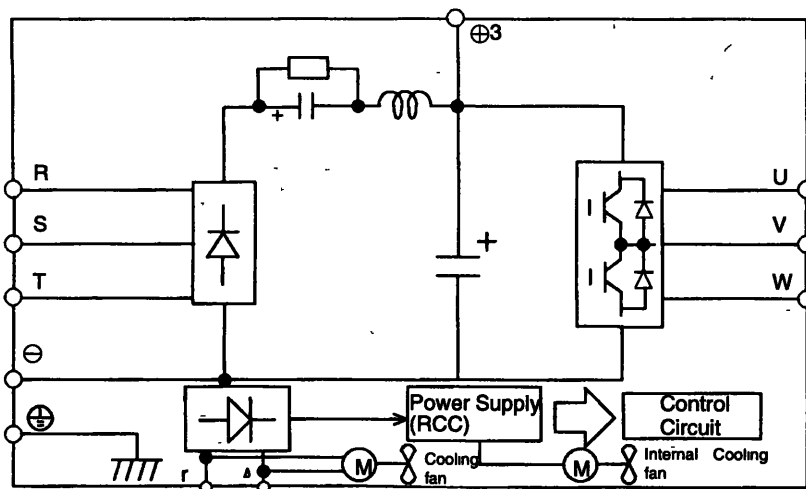 ⊕3
+
R
U
S
V
+
T
W
⊖
Power Supply
(RCC)
Control
Circuit
r
M
Cooling
fan
M
Internal Cooling
fan